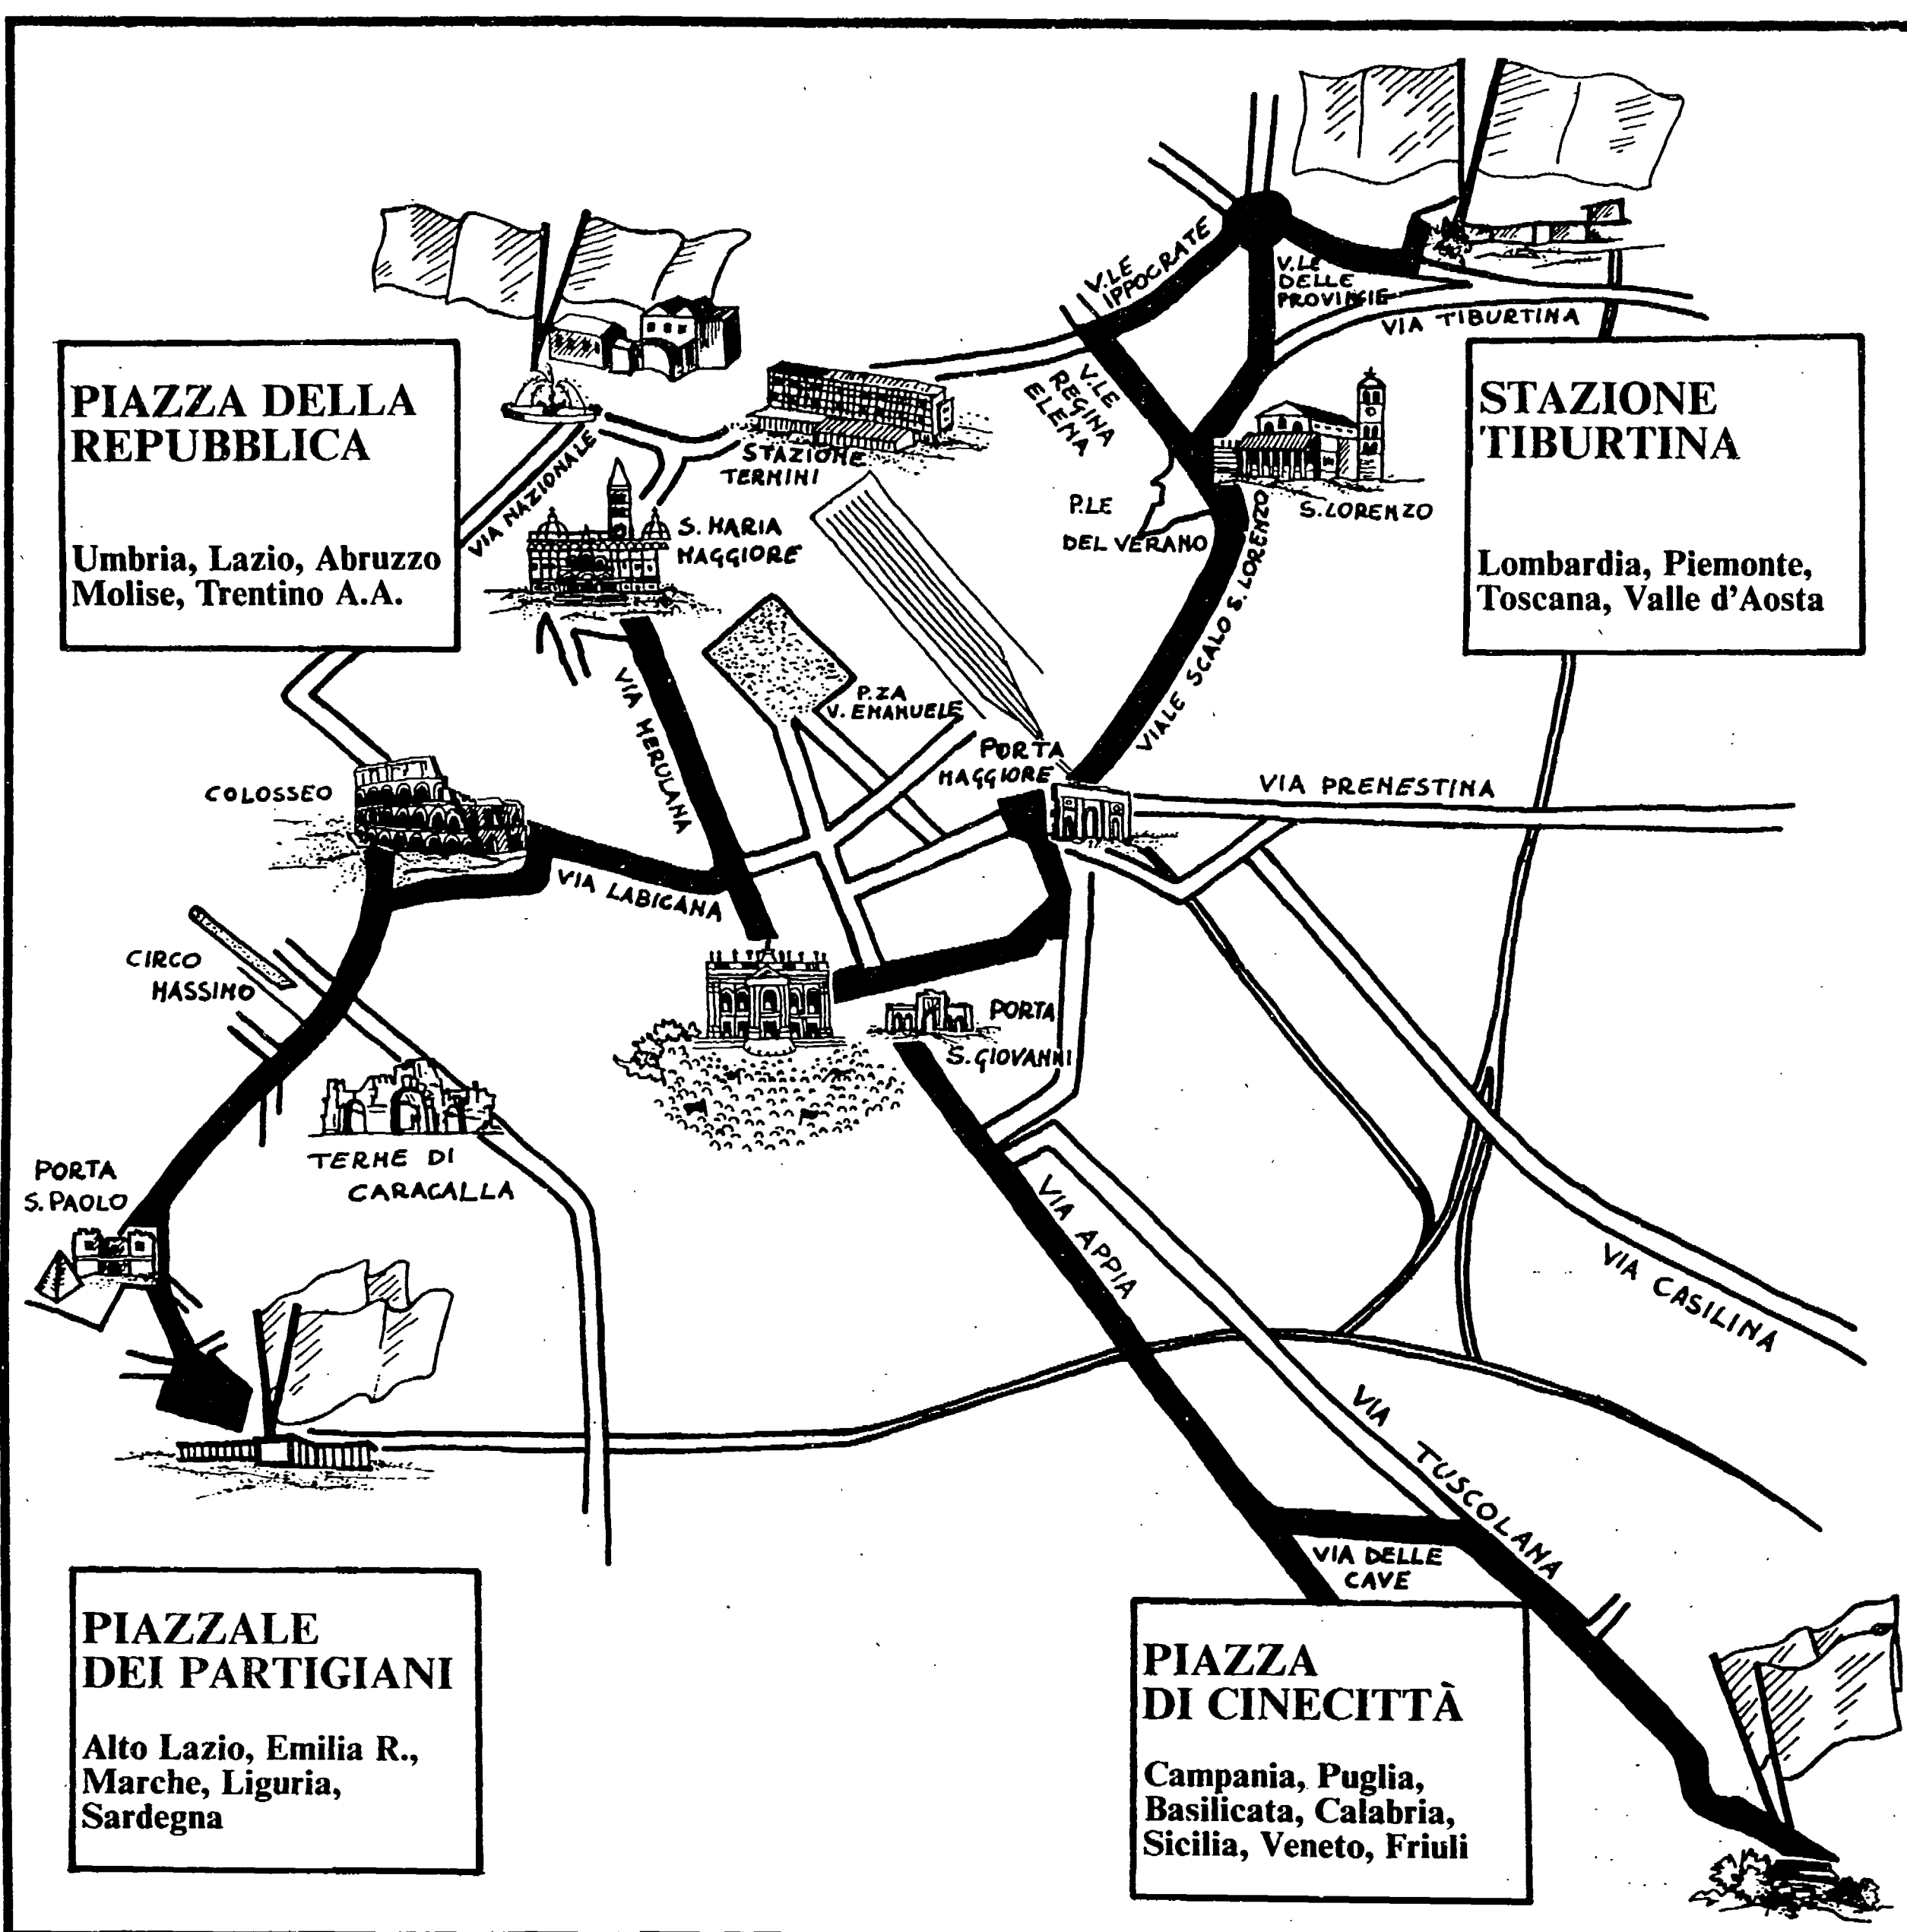 V.LE
IPPOCRATE
V.LE
DELLE
PROVINCIE
VIA TIBURTINA
PIAZZA DELLA
REPUBBLICA
Umbria, Lazio, Abruzzo
Molise, Trentino A.A.
VIA NAZIONALE
STAZIONE
TERMINI
S. MARIA
MAGGIORE
V.LE
REGINA
ELENA
P.LE
DEL VERANO
S. LORENZO
STAZIONE
TIBURTINA
Lombardia, Piemonte,
Toscana, Valle d'Aosta
VIALE SCALO S. LORENZO
VIA MERULANA
P.ZA
V. EMANUELE
PORTA
MAGGIORE
VIA PRENESTINA
COLOSSEO
VIA LABICANA
CIRCO
MASSIMO
PORTA
S. GIOVANNI
TERME DI
CARACALLA
PORTA
S. PAOLO
VIA APPIA
VIA CASILINA
VIA TUSCOLANA
VIA DELLE
CAVE
PIAZZALE
DEI PARTIGIANI
Alto Lazio, Emilia R.,
Marche, Liguria,
Sardegna
PIAZZA
DI CINECITTÀ
Campania, Puglia,
Basilicata, Calabria,
Sicilia, Veneto, Friuli